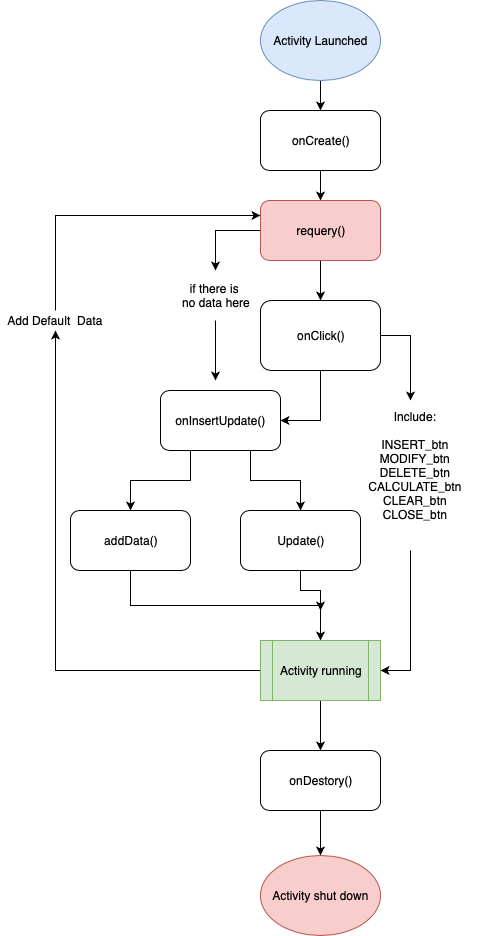 Activity Launched
onCreate()
requery()
if there is
no data here
Add Default  Data
onClick()
Include:
INSERT_btn
MODIFY_btn
DELETE_btn
CALCULATE_btn
CLEAR_btn
CLOSE_btn
onInsertUpdate()
addData()
Update()
Activity running
onDestory()
Activity shut down